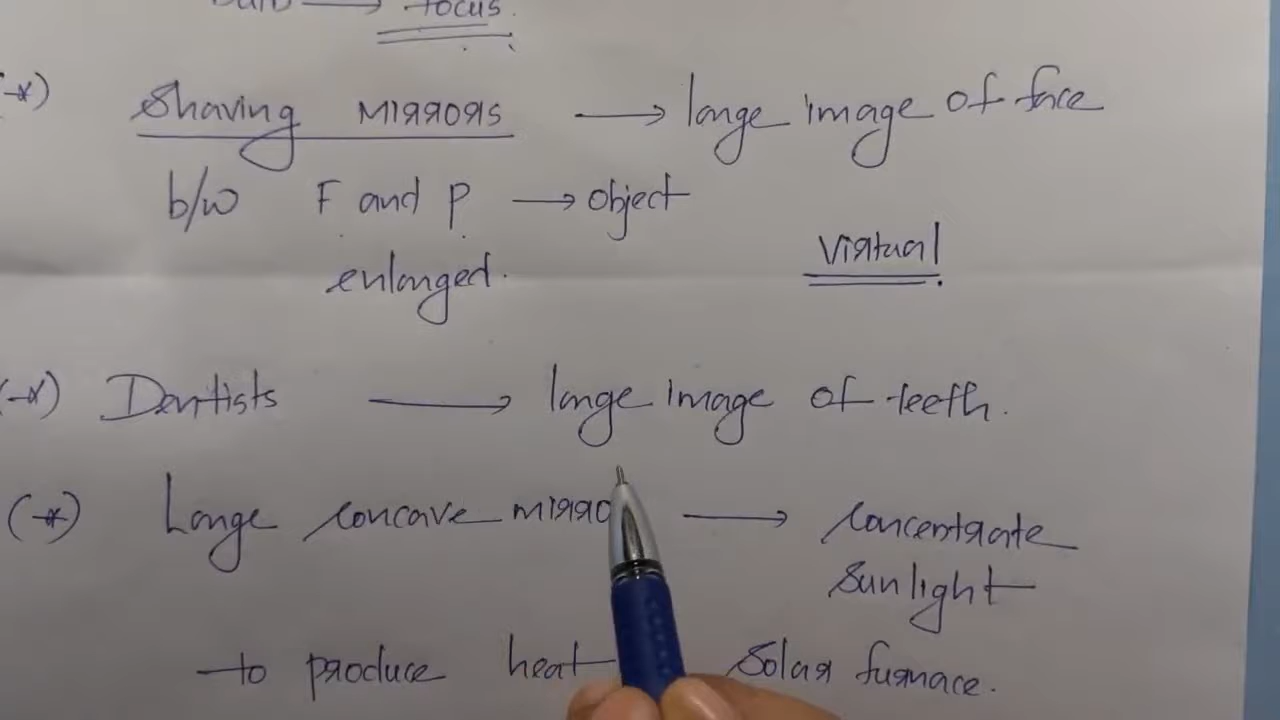 → focus.
(*) Shaving mirrors → large image of face
b/w F and P → object
enlarged.
Virtual
(*) Dentists → large image of teeth.
(*) Large concave → concentrate
sunlight
to produce heat solar furnace.